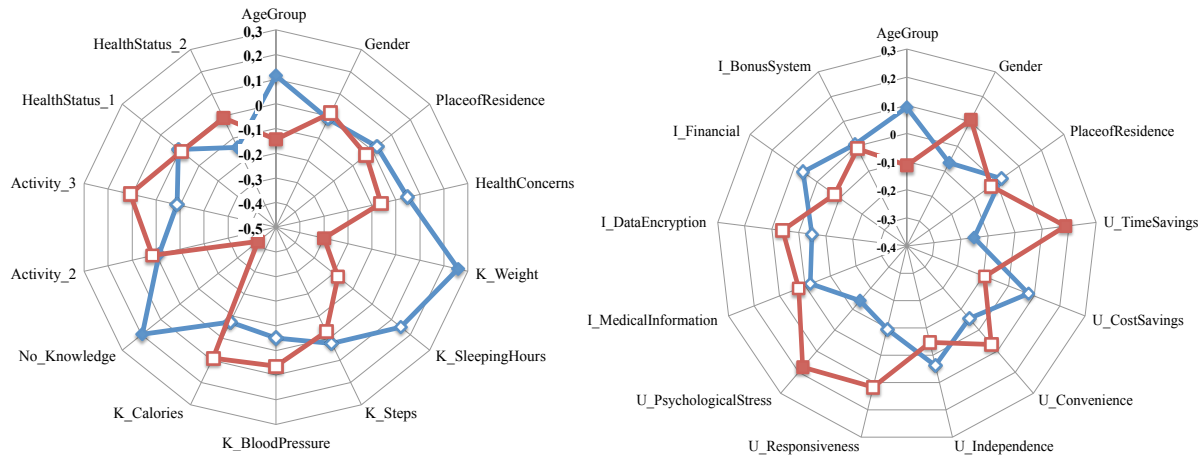 AgeGroup
HealthStatus_2
Gender
HealthStatus_1
PlaceofResidence
Activity_3
HealthConcerns
Activity_2
K_Weight
No_Knowledge
K_SleepingHours
K_Calories
K_Steps
K_BloodPressure
0,3
0,2
0,1
0
-0,1
-0,2
-0,3
-0,4
-0,5
AgeGroup
I_BonusSystem
Gender
I_Financial
PlaceofResidence
I_DataEncryption
U_TimeSavings
I_MedicalInformation
U_CostSavings
U_PsychologicalStress
U_Convenience
U_Responsiveness
U_Independence
0,3
0,2
0,1
0
-0,1
-0,2
-0,3
-0,4